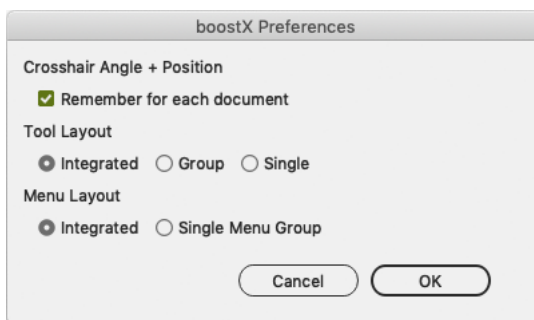 boostX Preferences
Crosshair Angle + Position
Remember for each document
Tool Layout
Integrated Group Single
Menu Layout
Integrated Single Menu Group
Cancel OK